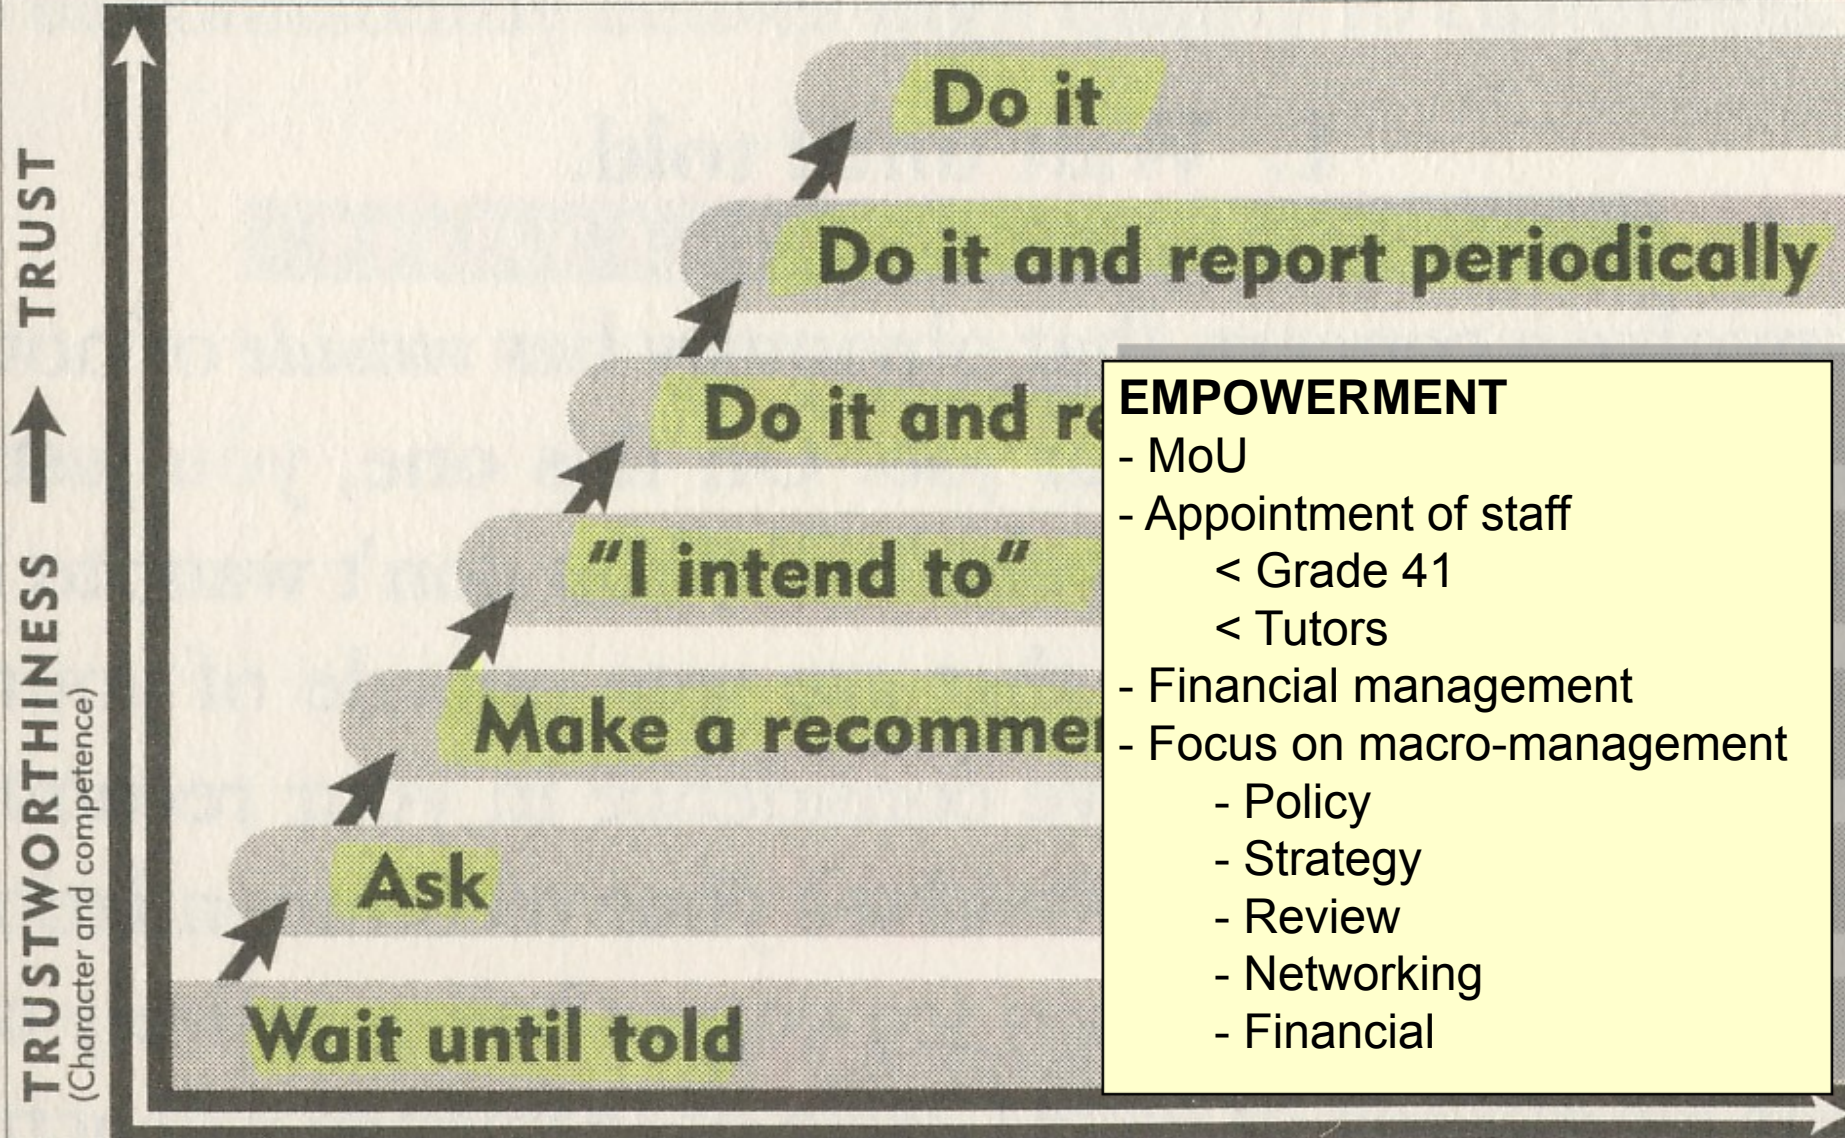 Do it
Do it and report periodically
Do it and
"I intend to"
Make a
Ask
Wait until told
TRUSTWORTHINESS → TRUST
(Character and competence)
EMPOWERMENT
- MoU
- Appointment of staff
< Grade 41
< Tutors
- Financial management
- Focus on macro-management
- Policy
- Strategy
- Review
- Networking
- Financial